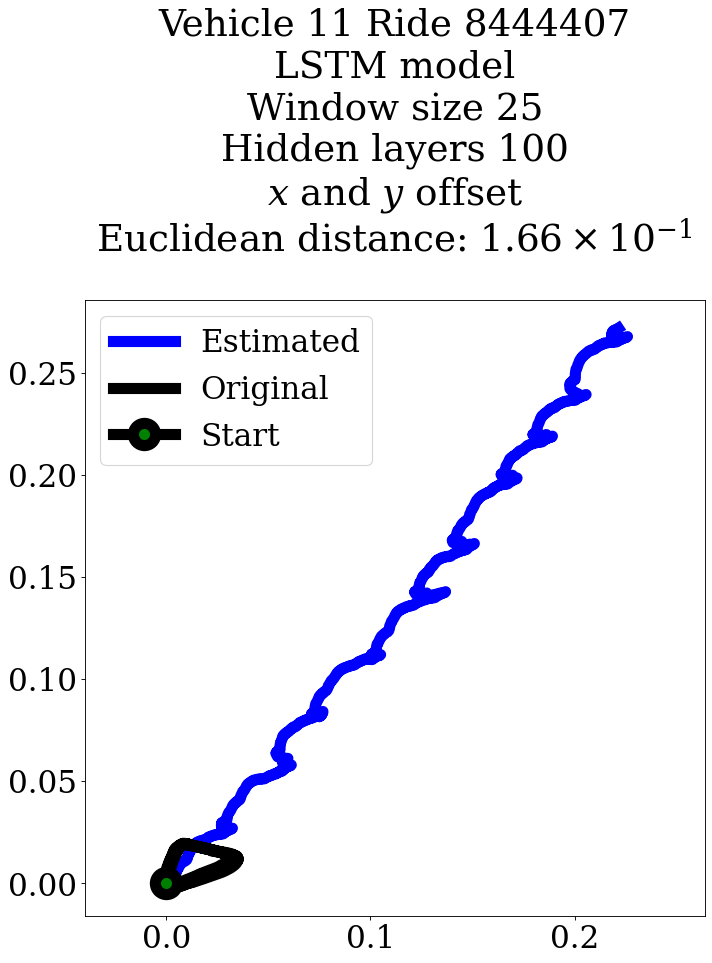 Vehicle 11 Ride 8444407
LSTM model
Window size 25
Hidden layers 100
x and y offset
Euclidean distance: 1.66 × 10⁻¹
Estimated
Original
Start
0.25
0.20
0.15
0.10
0.05
0.00
0.0 0.1 0.2